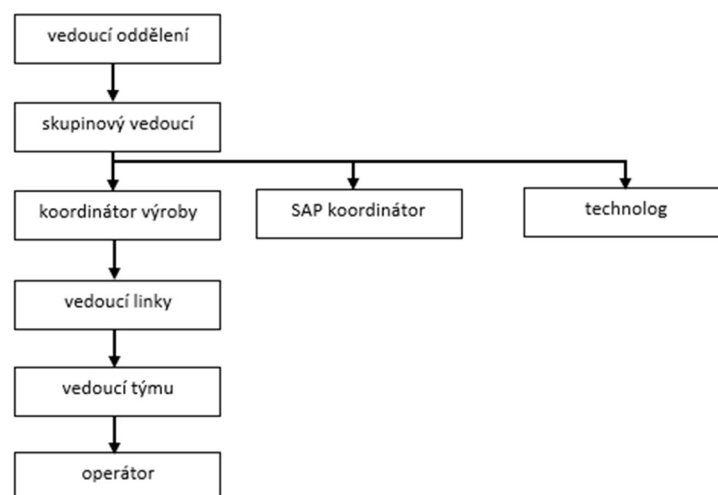 vedoucí oddělení
skupinový vedoucí
koordinátor výroby
SAP koordinátor
technolog
vedoucí linky
vedoucí týmu
operátor